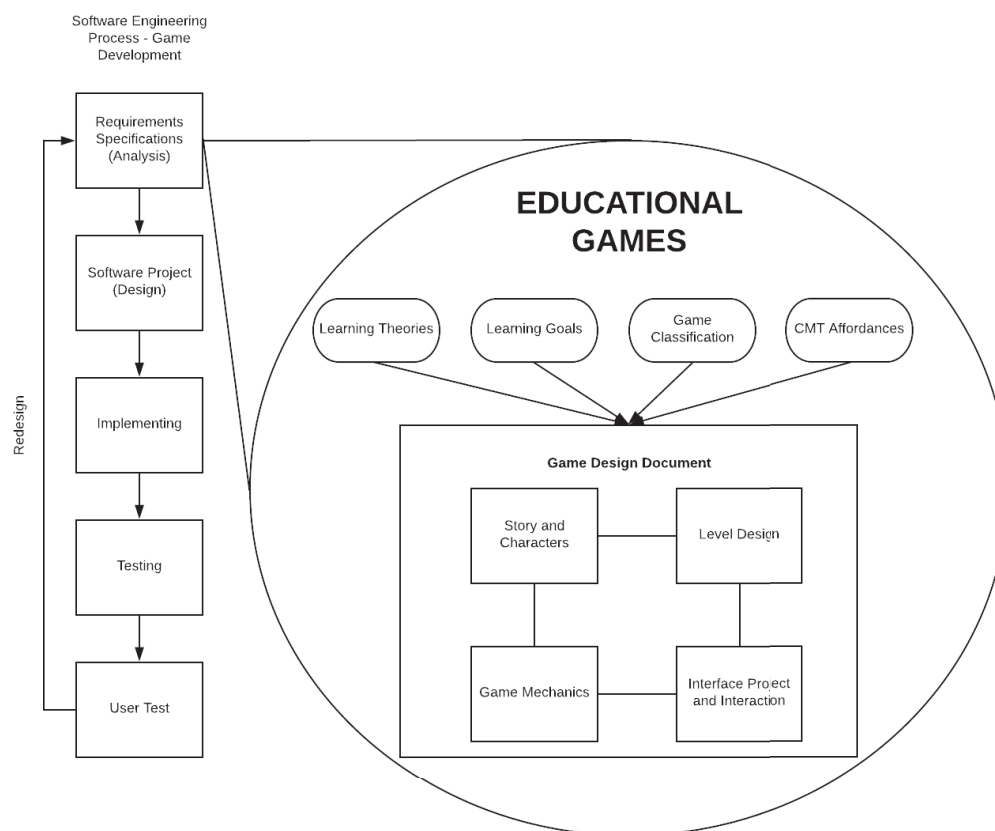 Software Engineering
Process - Game
Development
Requirements
Specifications
(Analysis)
Software Project
(Design)
Implementing
Testing
User Test
Redesign
EDUCATIONAL
GAMES
Learning Theories
Learning Goals
Game
Classification
CMT Affordances
Game Design Document
Story and
Characters
Level Design
Game Mechanics
Interface Project
and Interaction